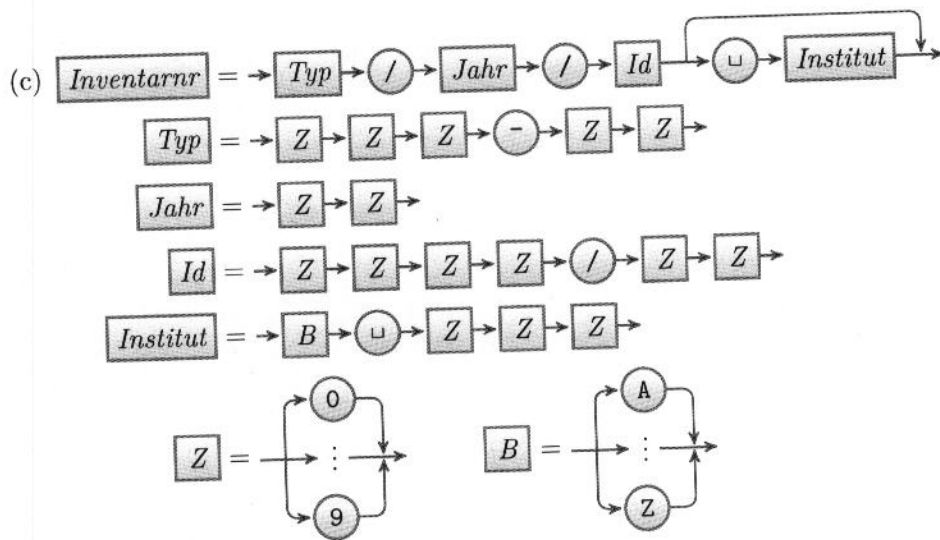 (c) Inventarnr = Typ / Jahr / Id ␣ Institut
Typ = Z Z Z - Z Z
Jahr = Z Z
Id = Z Z Z Z / Z Z
Institut = B ␣ Z Z Z
Z = 0 ⋮ 9
B = A ⋮ Z